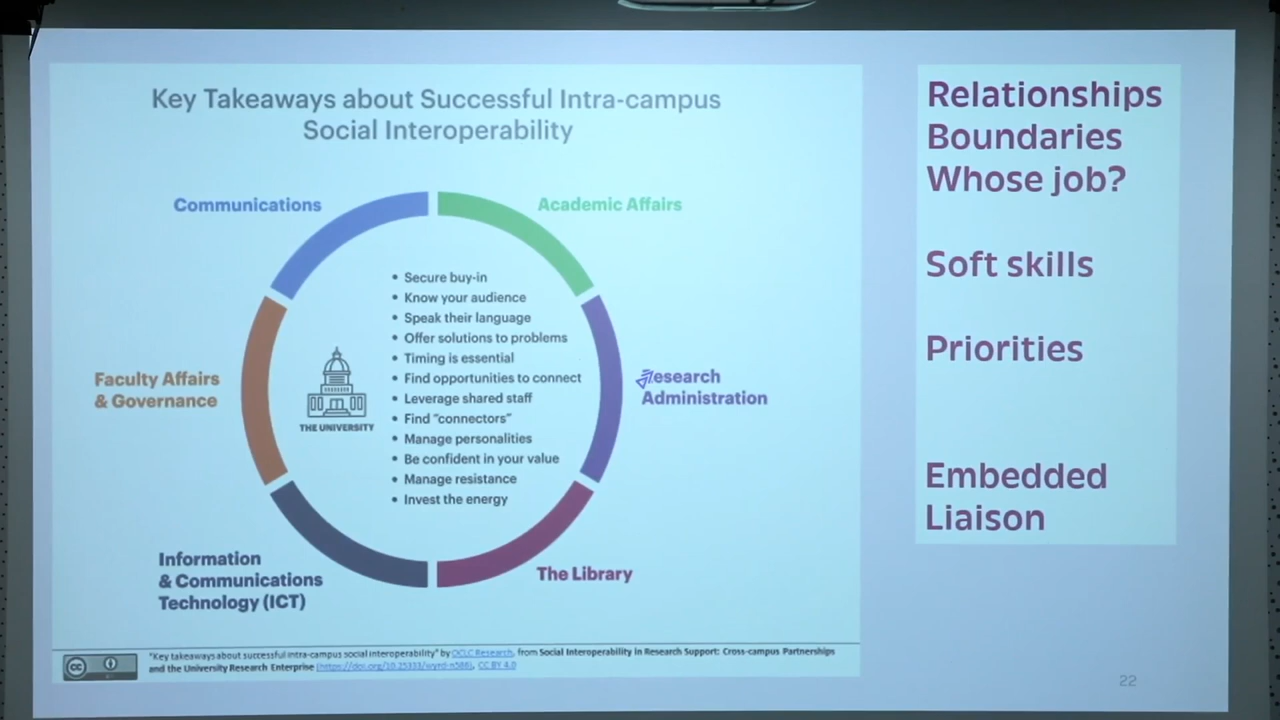 Key Takeaways about Successful Intra-campus
Social Interoperability
Communications
Academic Affairs
Faculty Affairs
& Governance
THE UNIVERSITY
• Secure buy-in
• Know your audience
• Speak their language
• Offer solutions to problems
• Timing is essential
• Find opportunities to connect
• Leverage shared staff
• Find "connectors"
• Manage personalities
• Be confident in your value
• Manage resistance
• Invest the energy
Research
Administration
Information
& Communications
Technology (ICT)
The Library
"Key takeaways about successful intra-campus social interoperability" by OCLC Research, from Social Interoperability in Research Support: Cross-campus Partnerships
and the University Research Enterprise (https://doi.org/10.25333/wyrd-n586), CC BY 4.0
Relationships
Boundaries
Whose job?
Soft skills
Priorities
Embedded
Liaison
22